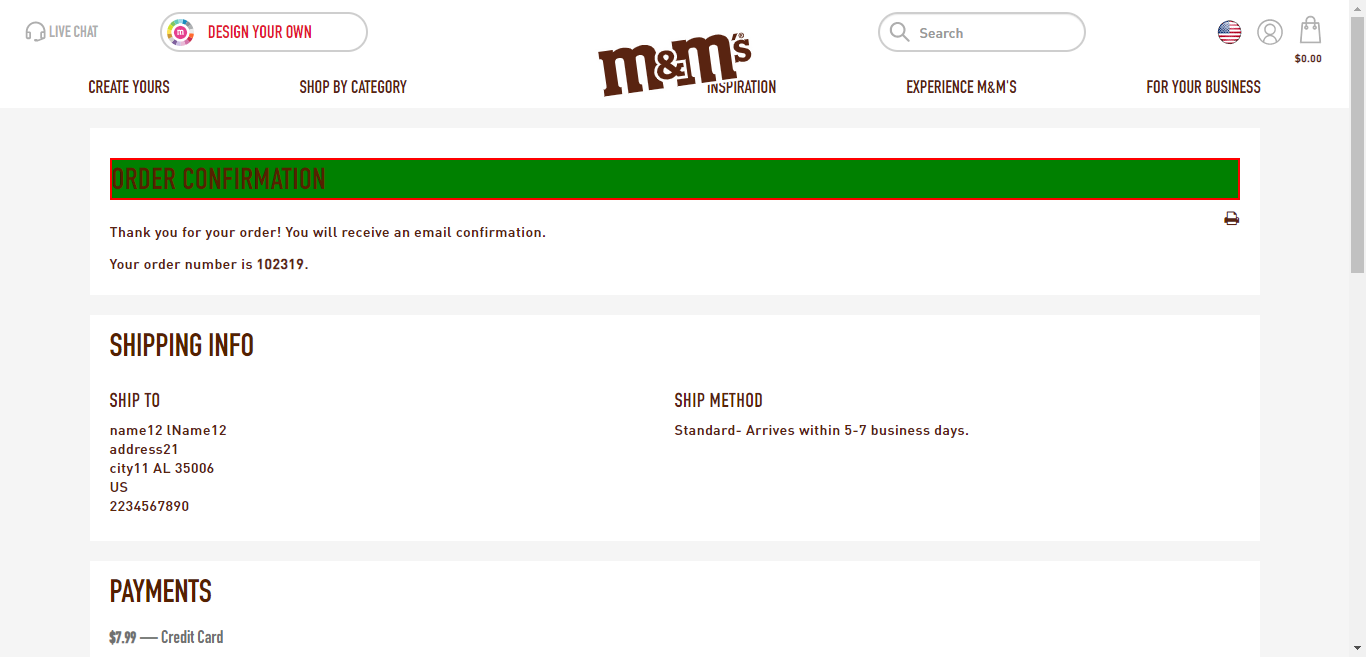 LIVE CHAT
DESIGN YOUR OWN
m&m's®
Search
$0.00
CREATE YOURS
SHOP BY CATEGORY
INSPIRATION
EXPERIENCE M&M'S
FOR YOUR BUSINESS
ORDER CONFIRMATION
Thank you for your order! You will receive an email confirmation.
Your order number is 102319.
SHIPPING INFO
SHIP TO
name12 lName12
address21
city11 AL 35006
US
2234567890
SHIP METHOD
Standard- Arrives within 5-7 business days.
PAYMENTS
$7.99 — Credit Card